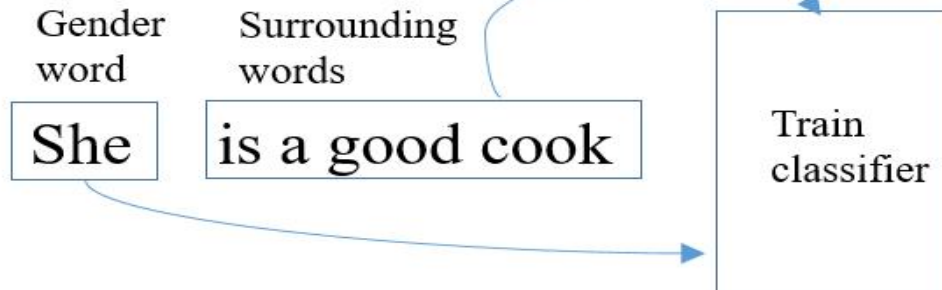 Gender
word
Surrounding
words
She
is a good cook
Train
classifier